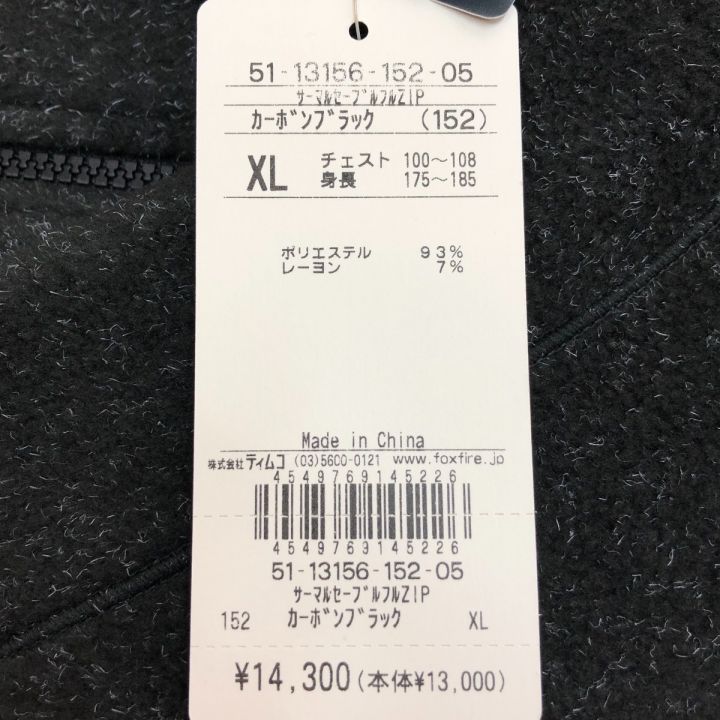 51-13156-152-05
ｻｰﾏﾙｾｰﾌﾞﾙﾌﾙZIP
ｶｰﾎﾞﾝﾌﾞﾗｯｸ (152)
XL チェスト 100～108
身長 175～185
ポリエステル 93%
レーヨン 7%
Made in China
株式会社ティムコ (03)5600-0121 www.foxfire.jp
4549769145226
4549769145226
51-13156-152-05
ｻｰﾏﾙｾｰﾌﾞﾙﾌﾙZIP
152 ｶｰﾎﾞﾝﾌﾞﾗｯｸ XL
¥14,300(本体¥13,000)